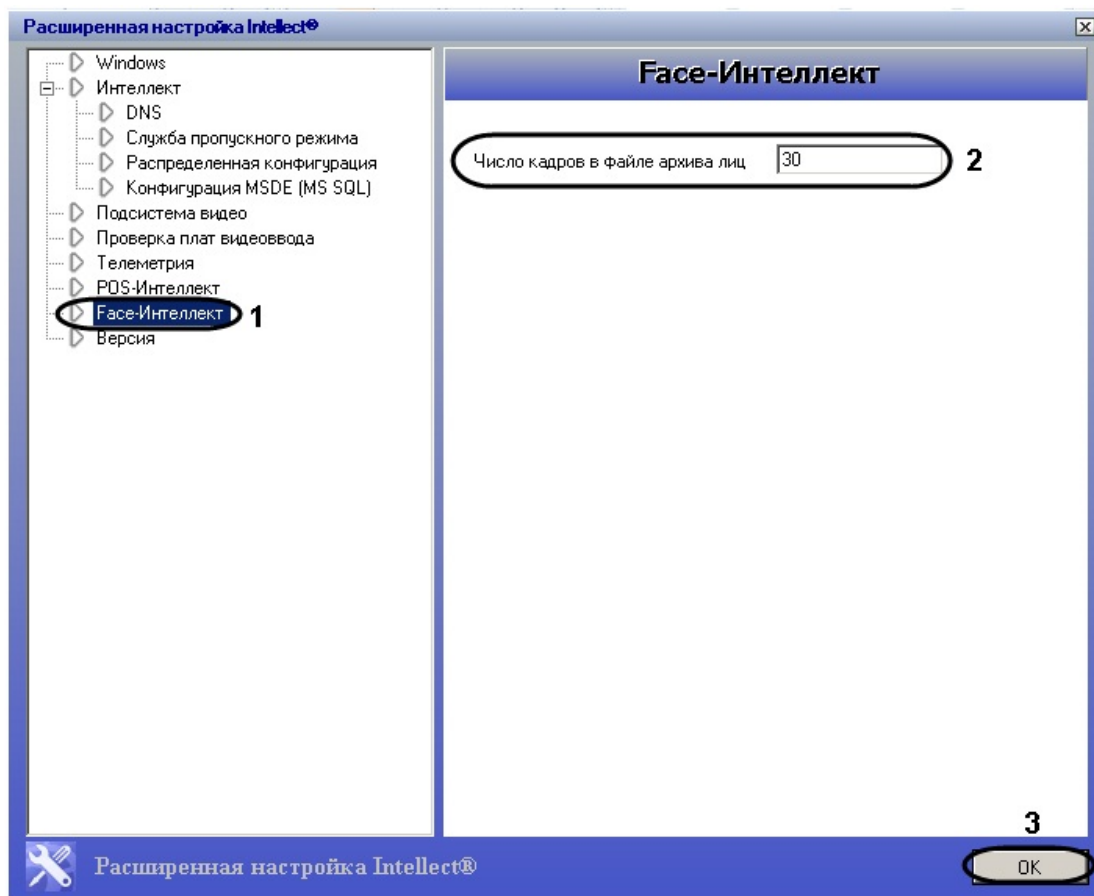 Расширенная настройка Intellect®
Windows
Интеллект
DNS
Служба пропускного режима
Распределенная конфигурация
Конфигурация MSDE (MS SQL)
Подсистема видео
Проверка плат видеоввода
Телеметрия
POS-Интеллект
Face-Интеллект 1
Версия
Face-Интеллект
Число кадров в файле архива лиц 30 2
3
Расширенная настройка Intellect®
OK